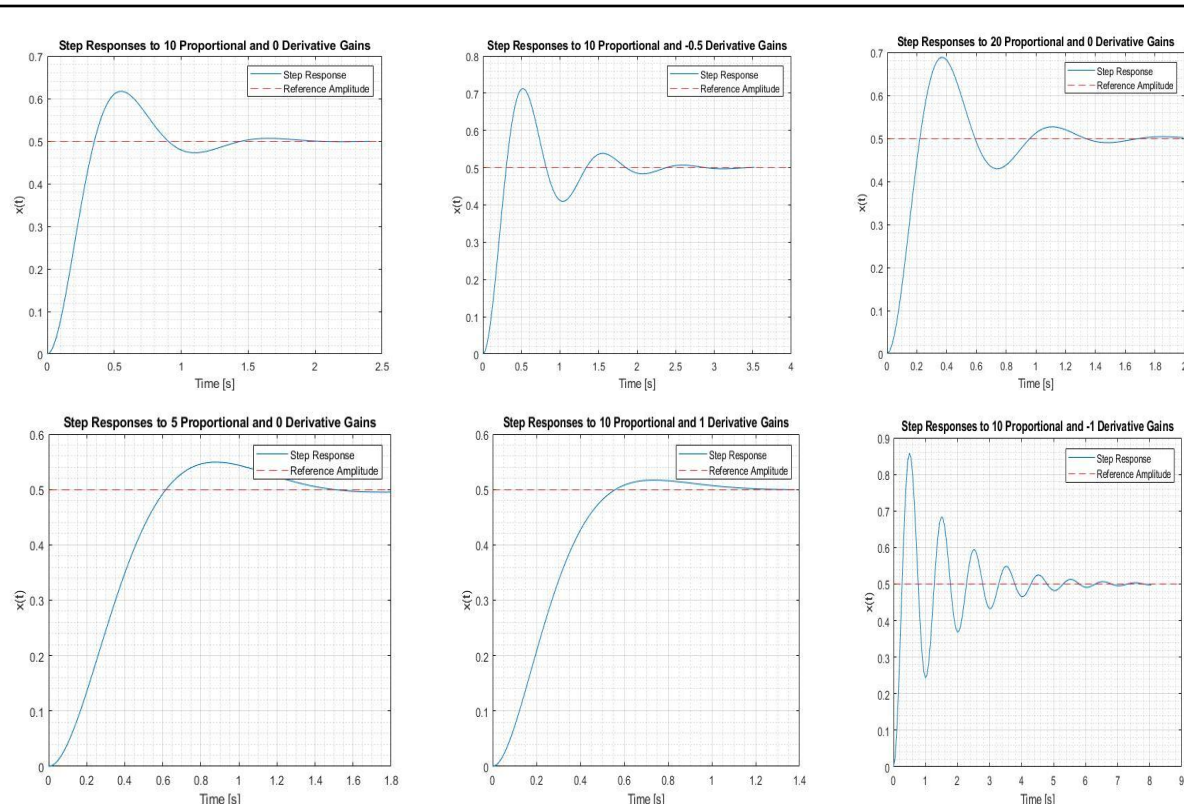 Step Responses to 10 Proportional and 0 Derivative Gains
0.7
0.6
0.5
0.4
0.3
0.2
0.1
0
x(t)
Step Response
Reference Amplitude
0 0.5 1 1.5 2 2.5
Time [s]
Step Responses to 10 Proportional and -0.5 Derivative Gains
0.8
0.7
0.6
0.5
0.4
0.3
0.2
0.1
0
x(t)
Step Response
Reference Amplitude
0 0.5 1 1.5 2 2.5 3 3.5 4
Time [s]
Step Responses to 20 Proportional and 0 Derivative Gains
0.7
0.6
0.5
0.4
0.3
0.2
0.1
0
x(t)
Step Response
Reference Amplitude
0 0.2 0.4 0.6 0.8 1 1.2 1.4 1.6 1.8
Time [s]
Step Responses to 5 Proportional and 0 Derivative Gains
0.6
0.5
0.4
0.3
0.2
0.1
0
x(t)
Step Response
Reference Amplitude
0 0.2 0.4 0.6 0.8 1 1.2 1.4 1.6 1.8
Time [s]
Step Responses to 10 Proportional and 1 Derivative Gains
0.6
0.5
0.4
0.3
0.2
0.1
0
x(t)
Step Response
Reference Amplitude
0 0.2 0.4 0.6 0.8 1 1.2 1.4
Time [s]
Step Responses to 10 Proportional and -1 Derivative Gains
0.9
0.8
0.7
0.6
0.5
0.4
0.3
0.2
0.1
0
x(t)
Step Response
Reference Amplitude
0 1 2 3 4 5 6 7 8 9
Time [s]